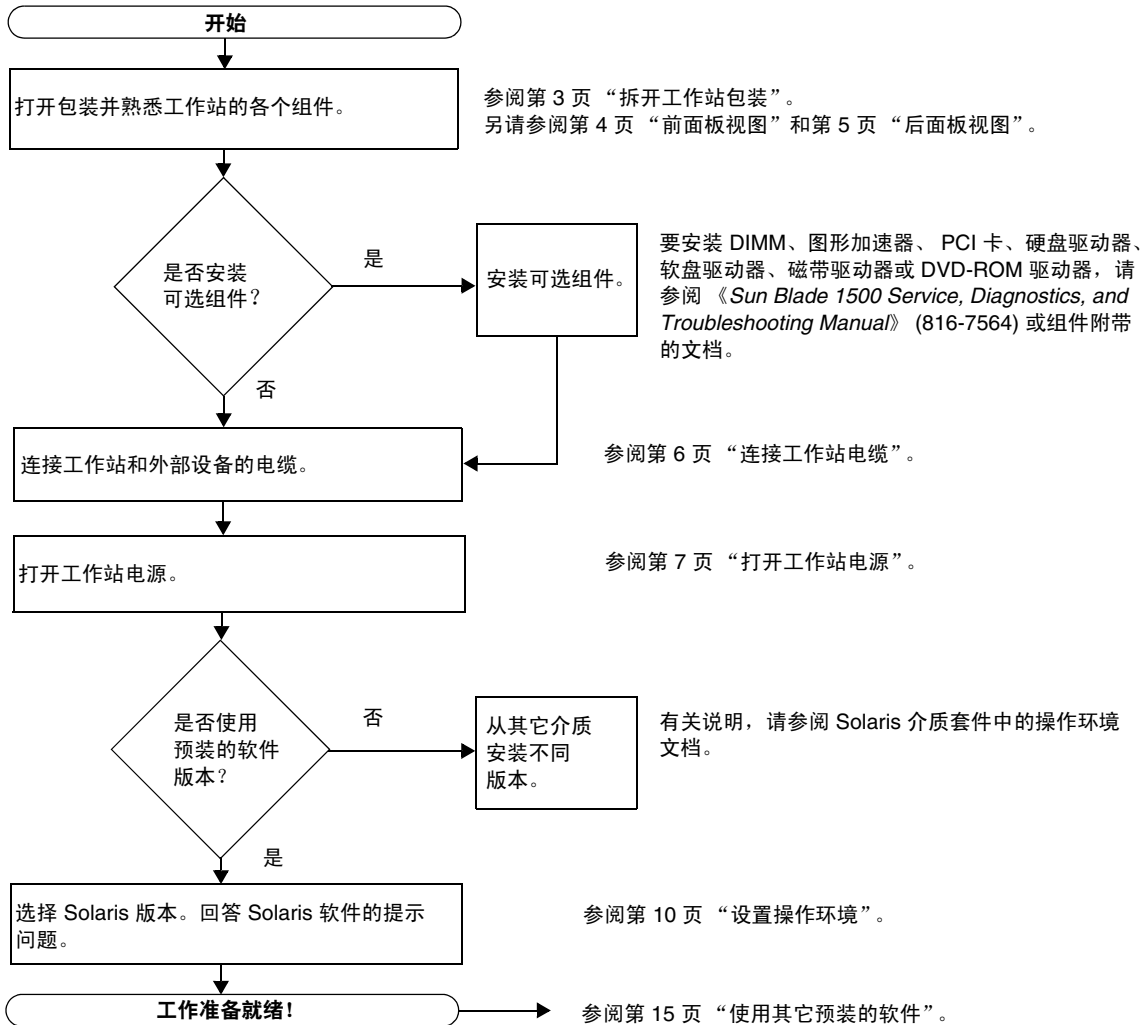 开始
打开包装并熟悉工作站的各个组件。
参阅第 3 页 “拆开工作站包装”。
另请参阅第 4 页 “前面板视图”和第 5 页 “后面板视图”。
是否安装
可选组件？
是
安装可选组件。
要安装 DIMM、图形加速器、 PCI 卡、硬盘驱动器、
软盘驱动器、磁带驱动器或 DVD-ROM 驱动器，请
参阅 《Sun Blade 1500 Service, Diagnostics, and
Troubleshooting Manual》 (816-7564) 或组件附带
的文档。
否
连接工作站和外部设备的电缆。
参阅第 6 页 “连接工作站电缆”。
打开工作站电源。
参阅第 7 页 “打开工作站电源”。
是否使用
预装的软件
版本？
否
从其它介质
安装不同
版本。
有关说明，请参阅 Solaris 介质套件中的操作环境
文档。
是
选择 Solaris 版本。回答 Solaris 软件的提示
问题。
参阅第 10 页 “设置操作环境”。
工作准备就绪！
参阅第 15 页 “使用其它预装的软件”。